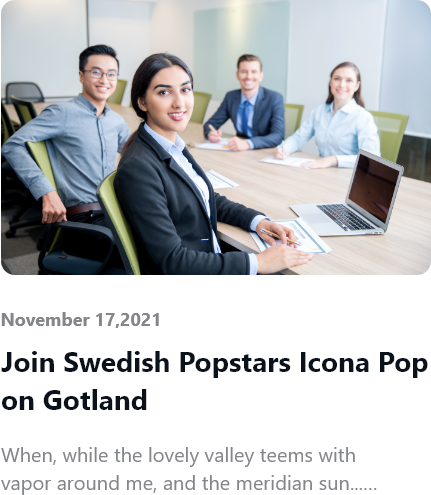 November 17,2021
Join Swedish Popstars Icona Pop
on Gotland
When, while the lovely valley teems with
vapor around me, and the meridian sun......